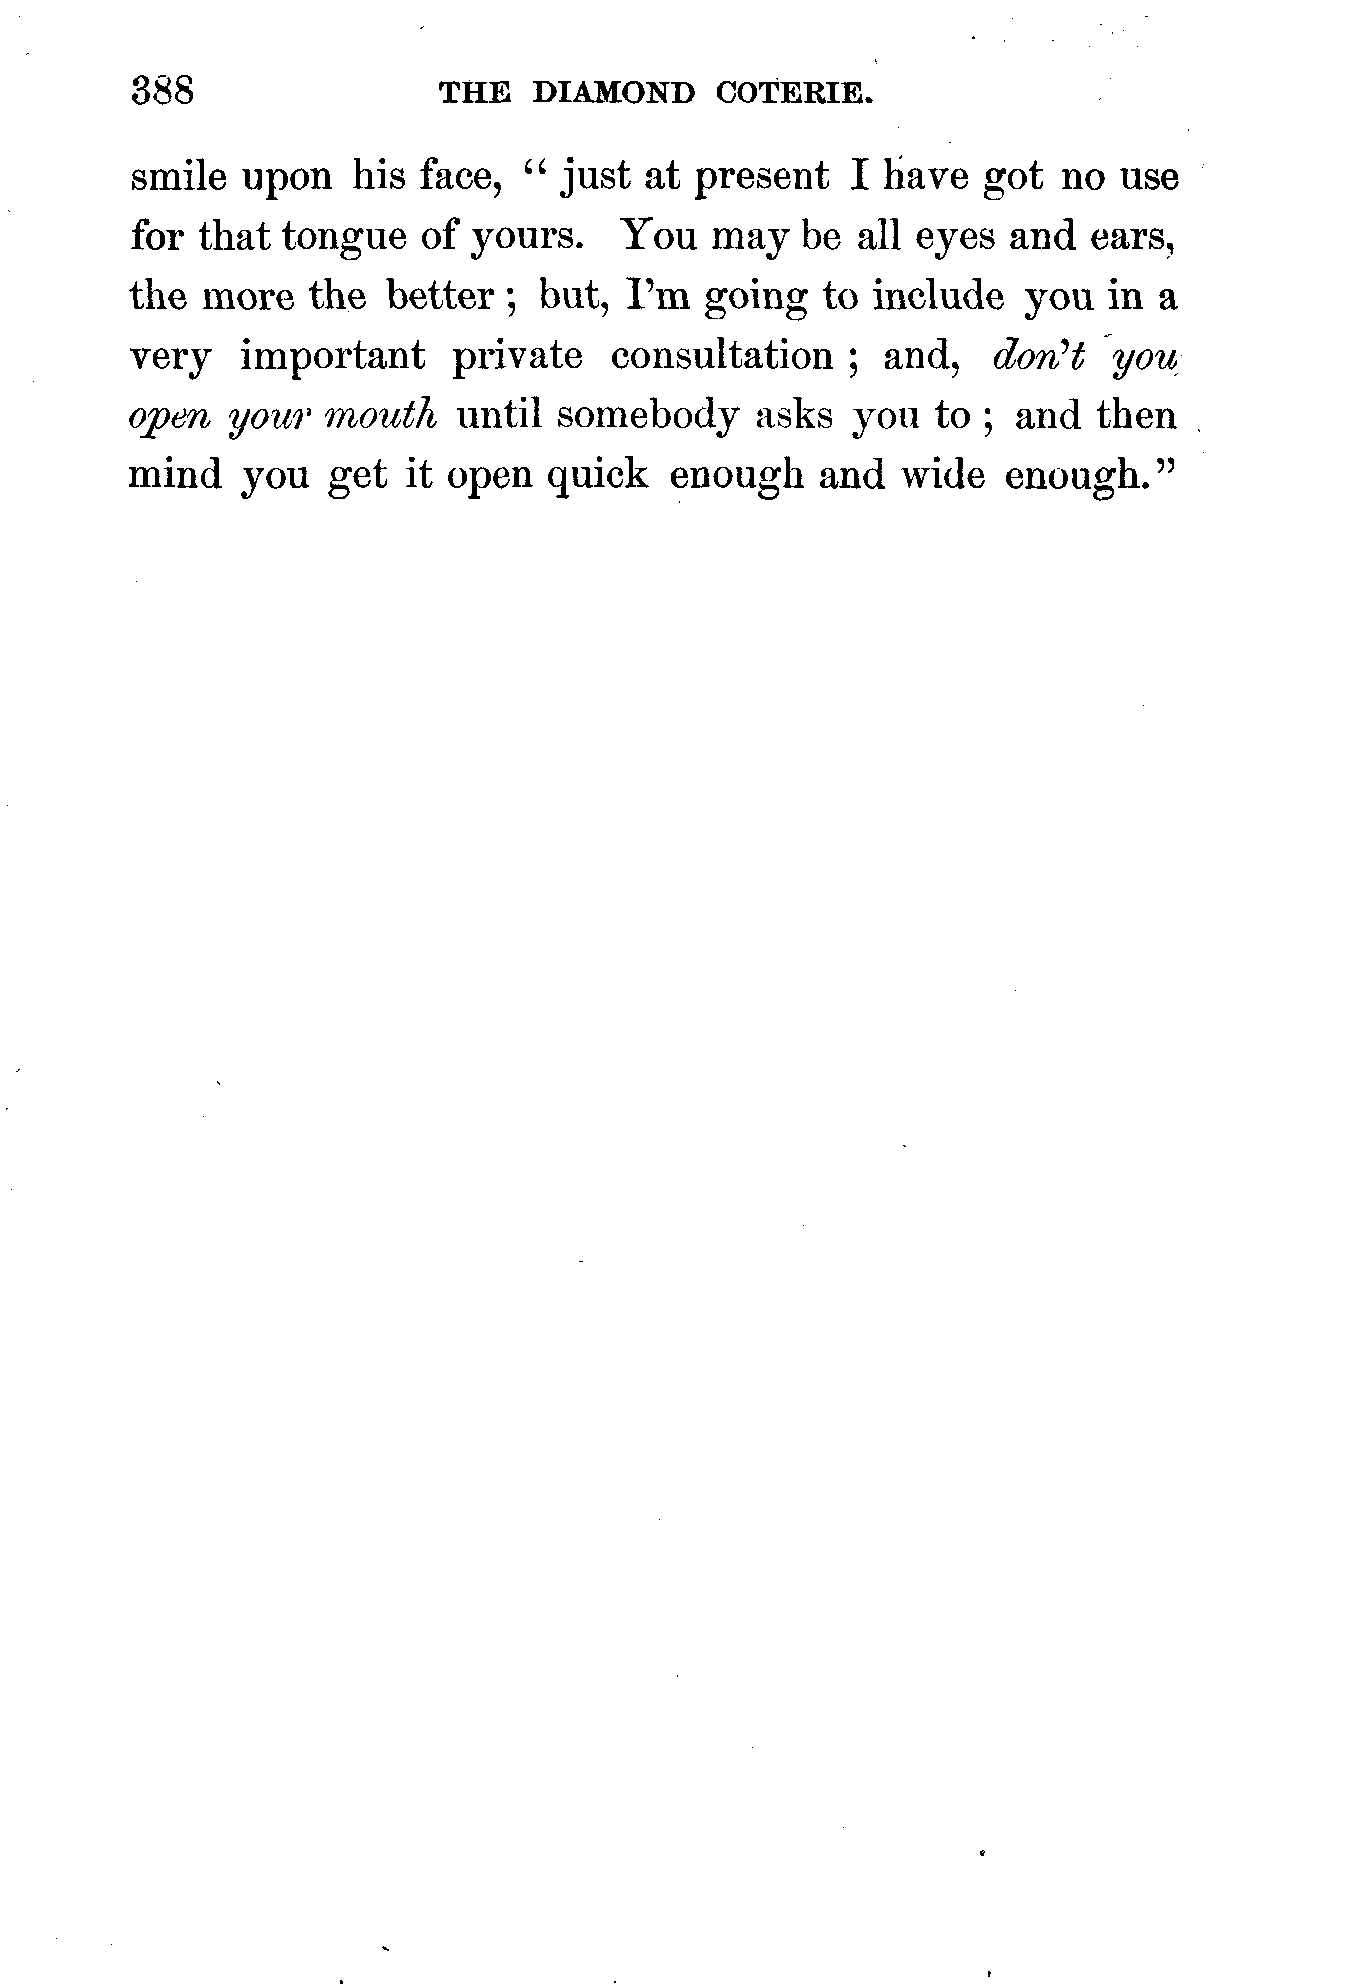 388 THE DIAMOND COTERIE.
smile upon his face, “ just at present I have got no use
for that tongue of yours. You may be all eyes and ears,
the more the better ; but, I’m going to include you in a
very important private consultation ; and, don’t you
open your mouth until somebody asks you to ; and then
mind you get it open quick enough and wide enough.”